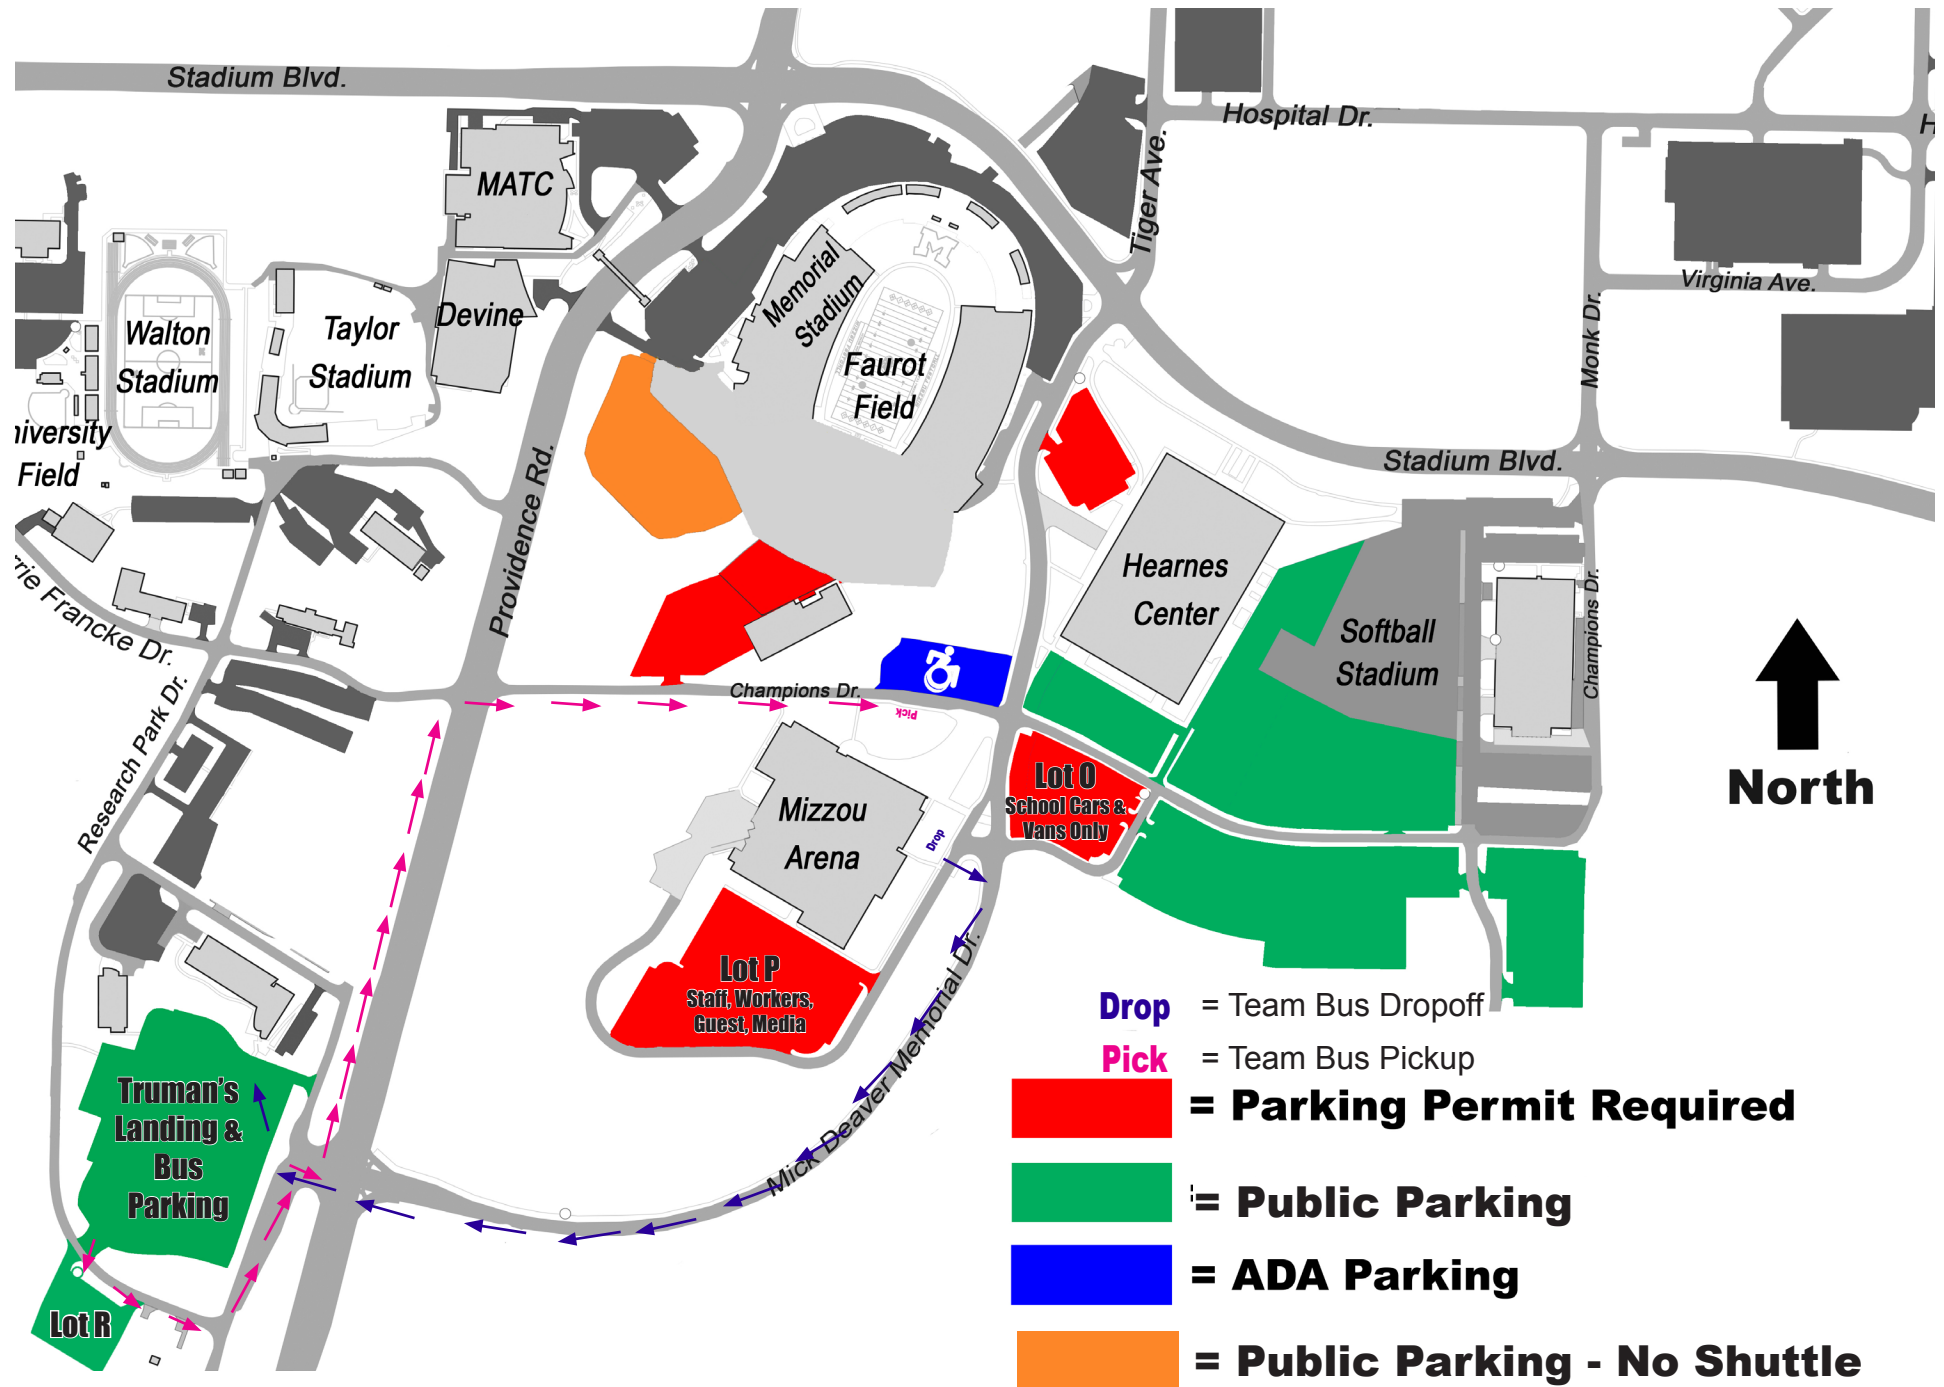 Stadium Blvd.
Hospital Dr.
H
Tiger Ave.
MATC
Memorial
Stadium
M
Virginia Ave.
Walton
Stadium
Taylor
Stadium
Devine
Faurot
Field
Monk Dr.
niversity
Field
Providence Rd.
Stadium Blvd.
Hearnes
Center
Softball
Stadium
Champions Dr.
rrie Francke Dr.
Research Park Dr.
Champions Dr.
Pick
North
Lot O
School Cars &
Vans Only
Mizzou
Arena
Drop
Lot P
Staff, Workers,
Guest, Media
Mick Deaver Memorial Dr.
Truman's
Landing &
Bus
Parking
Lot R
Drop = Team Bus Dropoff
Pick = Team Bus Pickup
= Parking Permit Required
= Public Parking
= ADA Parking
= Public Parking - No Shuttle